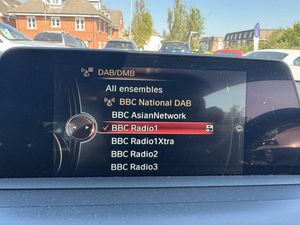 DAB/DMB
All ensembles
BBC National DAB
BBC AsianNetwork
✓ BBC Radio1
BBC Radio1Xtra
BBC Radio2
BBC Radio3